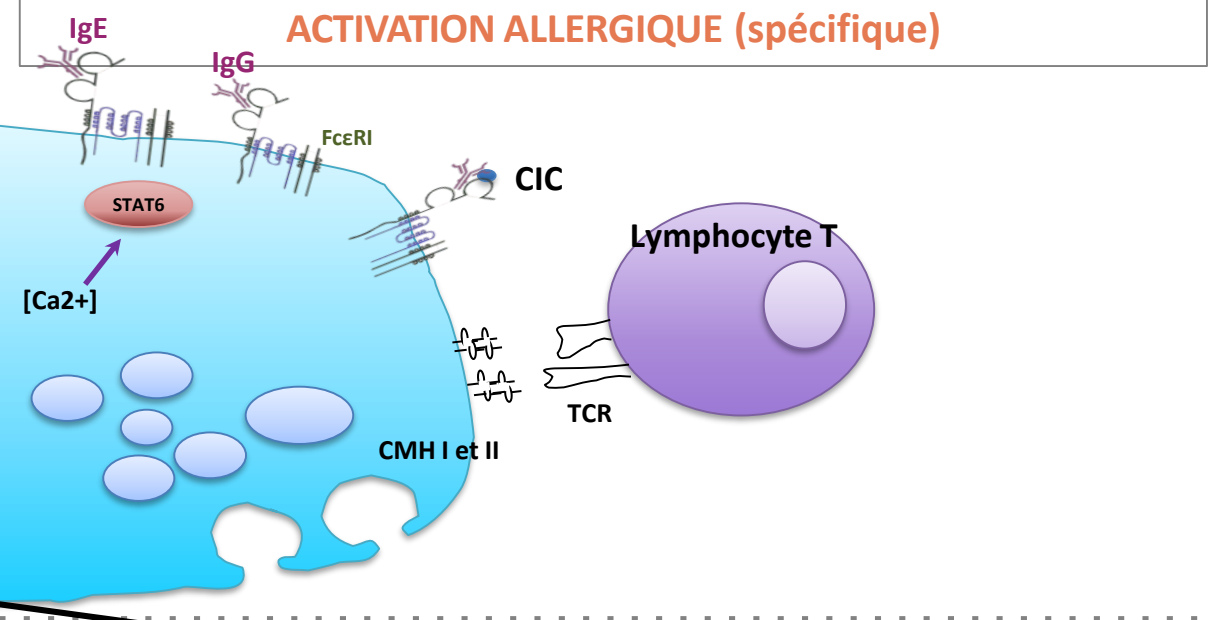 ACTIVATION ALLERGIQUE (spécifique)
IgE
IgG
FcεRI
CIC
STAT6
Lymphocyte T
[Ca2+]
TCR
CMH I et II